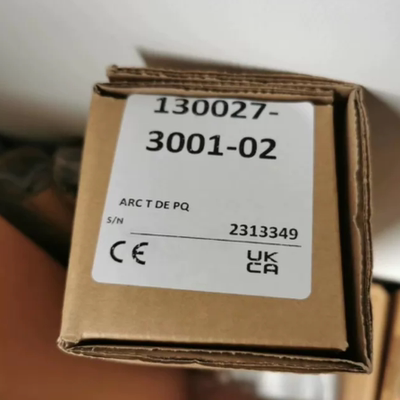 130027-
3001-02
ARC T DE PQ
S/N 2313349
CE UK
CA